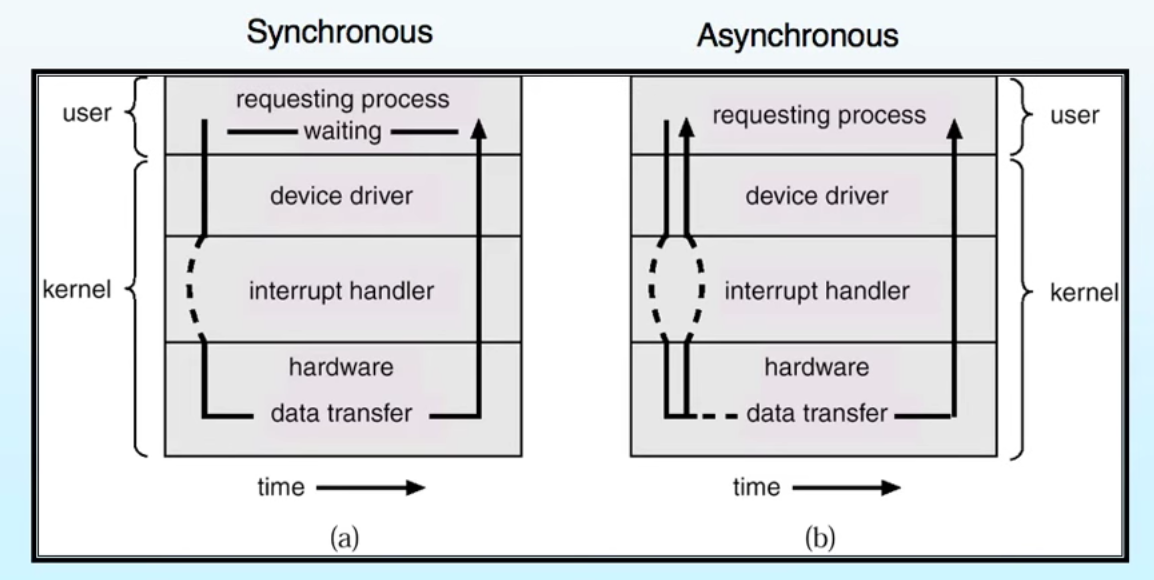 Synchronous
Asynchronous
user
requesting process
waiting
device driver
kernel
interrupt handler
hardware
data transfer
time
(a)
requesting process
user
device driver
interrupt handler
kernel
hardware
data transfer
time
(b)